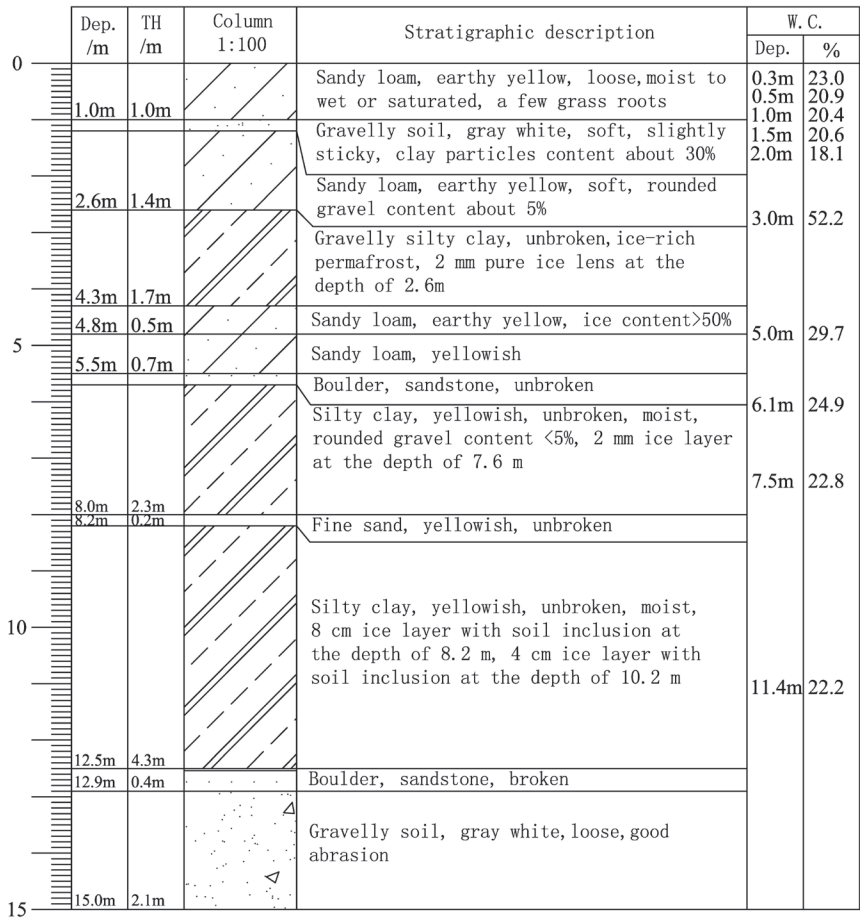 Dep. /m
TH /m
Column 1:100
Stratigraphic description
W. C.
Dep.
%
0
5
10
15
1.0m 1.0m
Sandy loam, earthy yellow, loose, moist to
wet or saturated, a few grass roots
Gravelly soil, gray white, soft, slightly
sticky, clay particles content about 30%
2.6m 1.4m
Sandy loam, earthy yellow, soft, rounded
gravel content about 5%
4.3m 1.7m
Gravelly silty clay, unbroken, ice-rich
permafrost, 2 mm pure ice lens at the
depth of 2.6m
4.8m 0.5m
Sandy loam, earthy yellow, ice content>50%
5.5m 0.7m
Sandy loam, yellowish
Boulder, sandstone, unbroken
8.0m 2.3m
Silty clay, yellowish, unbroken, moist,
rounded gravel content <5%, 2 mm ice layer
at the depth of 7.6 m
8.2m 0.2m
Fine sand, yellowish, unbroken
12.5m 4.3m
Silty clay, yellowish, unbroken, moist,
8 cm ice layer with soil inclusion at
the depth of 8.2 m, 4 cm ice layer with
soil inclusion at the depth of 10.2 m
12.9m 0.4m
Boulder, sandstone, broken
15.0m 2.1m
Gravelly soil, gray white, loose, good
abrasion
0.3m 23.0
0.5m 20.9
1.0m 20.4
1.5m 20.6
2.0m 18.1
3.0m 52.2
5.0m 29.7
6.1m 24.9
7.5m 22.8
11.4m 22.2